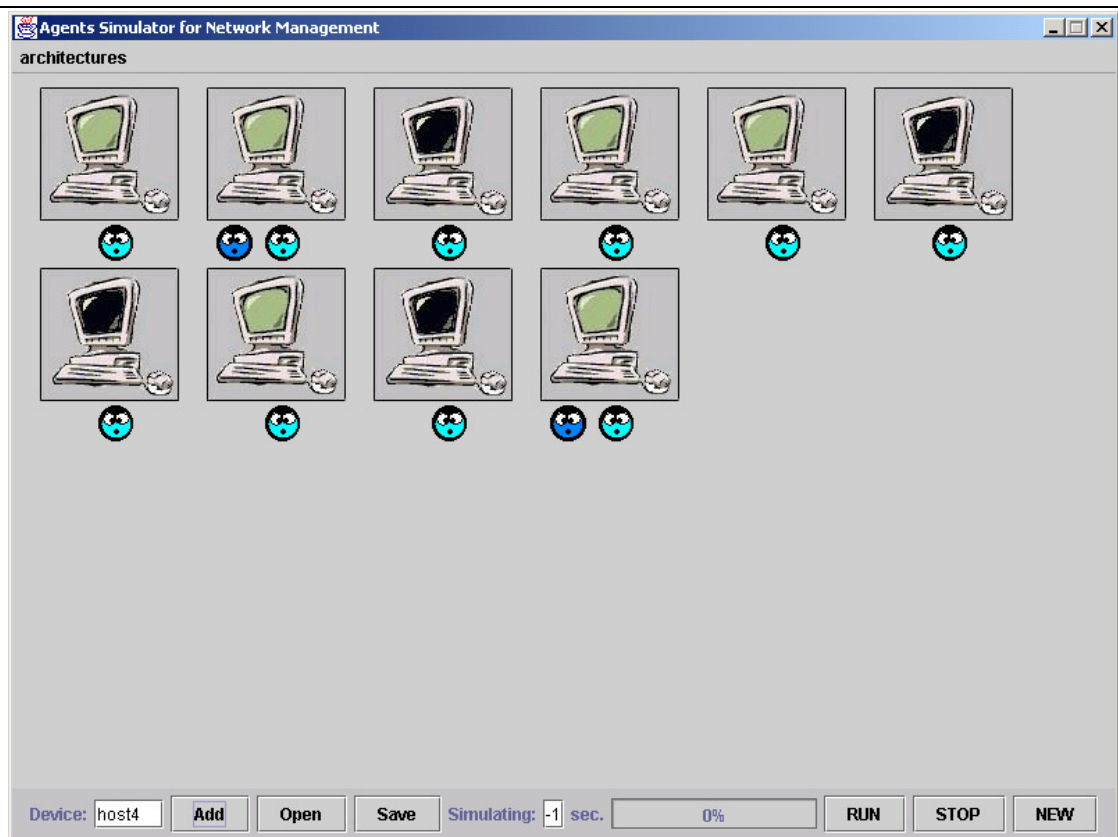 Agents Simulator for Network Management
architectures
Device: host4 Add Open Save Simulating: -1 sec. 0% RUN STOP NEW